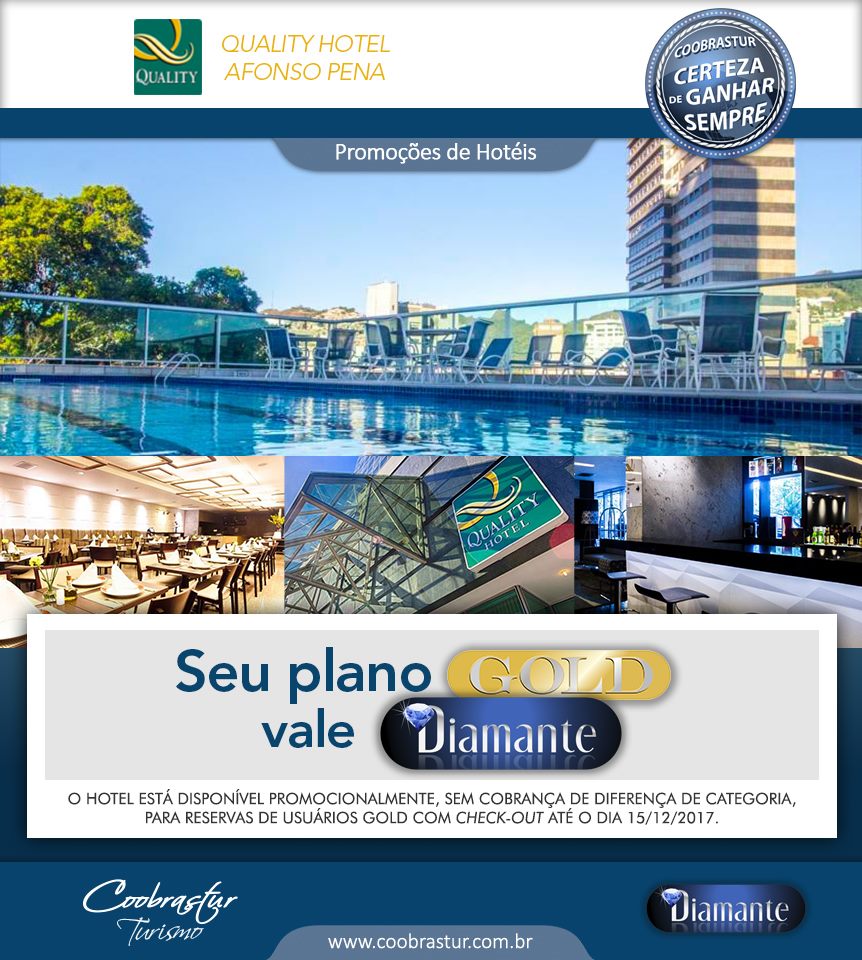 QUALITY
QUALITY HOTEL
AFONSO PENA
COOBRASTUR
CERTEZA
DE GANHAR
SEMPRE
Promoções de Hotéis
QUALITY
HOTEL
Seu plano GOLD
vale Diamante
O HOTEL ESTÁ DISPONÍVEL PROMOCIONALMENTE, SEM COBRANÇA DE DIFERENÇA DE CATEGORIA,
PARA RESERVAS DE USUÁRIOS GOLD COM CHECK-OUT ATÉ O DIA 15/12/2017.
Coobrastur
Turismo
www.coobrastur.com.br
Diamante